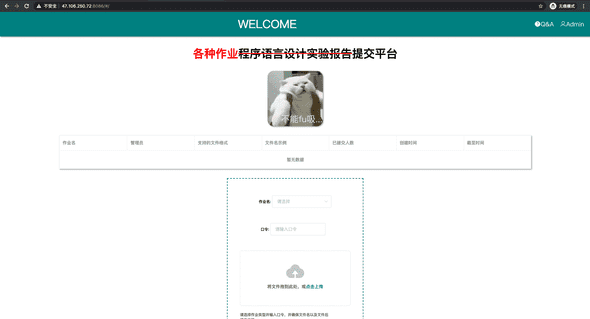 不安全 47.108.250.72:8086/#/
无痕模式
WELCOME
Q&A
Admin
各种作业程序语言设计实验报告提交平台
不能fu吸...
作业名 管理员 支持的文件格式 文件名示例 已提交人数 创建时间 截至时间
暂无数据
作业名: 请选择
口令: 请输入口令
将文件拖到此处，或点击上传
请选择作业类型并输入口令，并确保文件名以及文件后